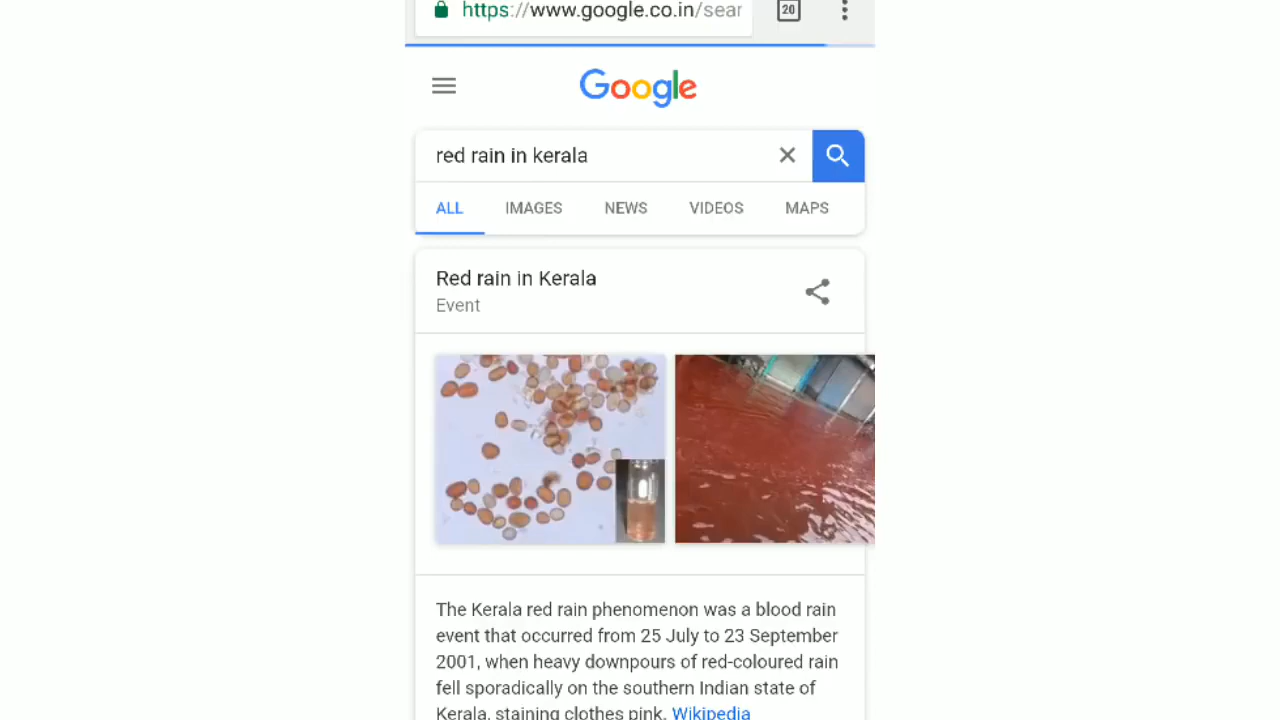 https://www.google.co.in/sear
20
Google
red rain in kerala
ALL IMAGES NEWS VIDEOS MAPS
Red rain in Kerala
Event
The Kerala red rain phenomenon was a blood rain
event that occurred from 25 July to 23 September
2001, when heavy downpours of red-coloured rain
fell sporadically on the southern Indian state of
Kerala, staining clothes pink. Wikipedia